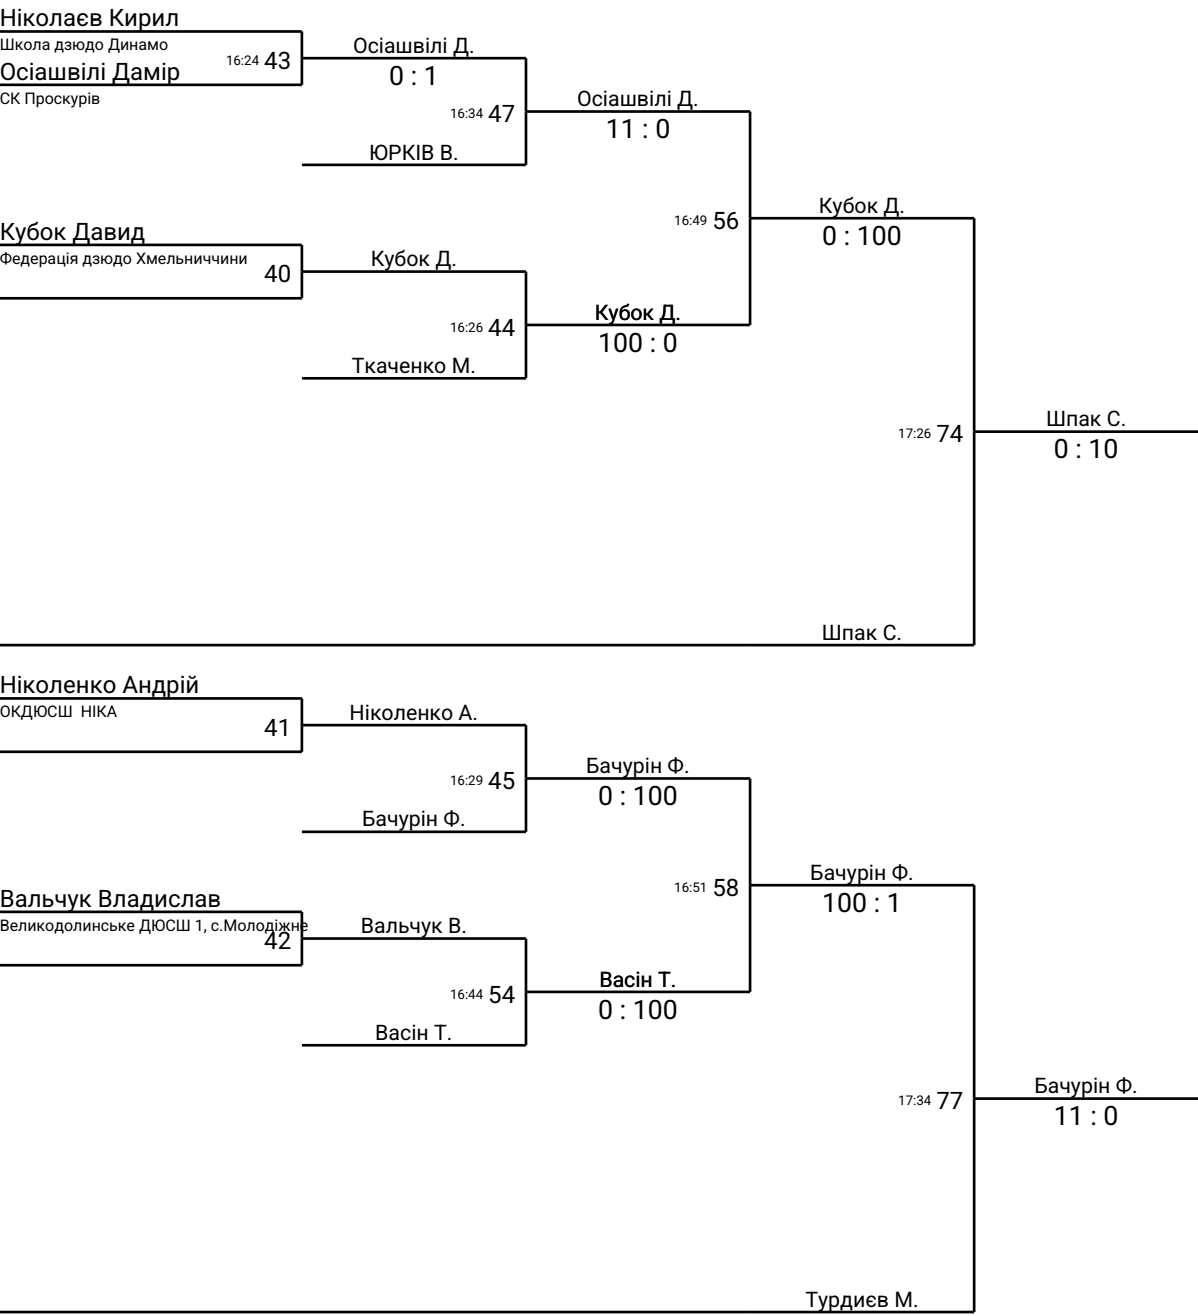 Ніколаєв Кирил
Школа дзюдо Динамо
Осіашвілі Дамір
СК Проскурів
16:24 43
Осіашвілі Д.
0 : 1
16:34 47
ЮРКІВ В.
Осіашвілі Д.
11 : 0
Кубок Давид
Федерація дзюдо Хмельниччини
40
Кубок Д.
16:26 44
Ткаченко М.
Кубок Д.
100 : 0
16:49 56
Кубок Д.
0 : 100
17:26 74
Шпак С.
0 : 10
Шпак С.
Ніколенко Андрій
ОКДЮСШ НІКА
41
Ніколенко А.
16:29 45
Бачурін Ф.
Бачурін Ф.
0 : 100
Вальчук Владислав
Великодолинське ДЮСШ 1, с.Молодіжне
42
Вальчук В.
16:44 54
Васін Т.
Васін Т.
0 : 100
16:51 58
Бачурін Ф.
100 : 1
17:34 77
Бачурін Ф.
11 : 0
Турдиєв М.